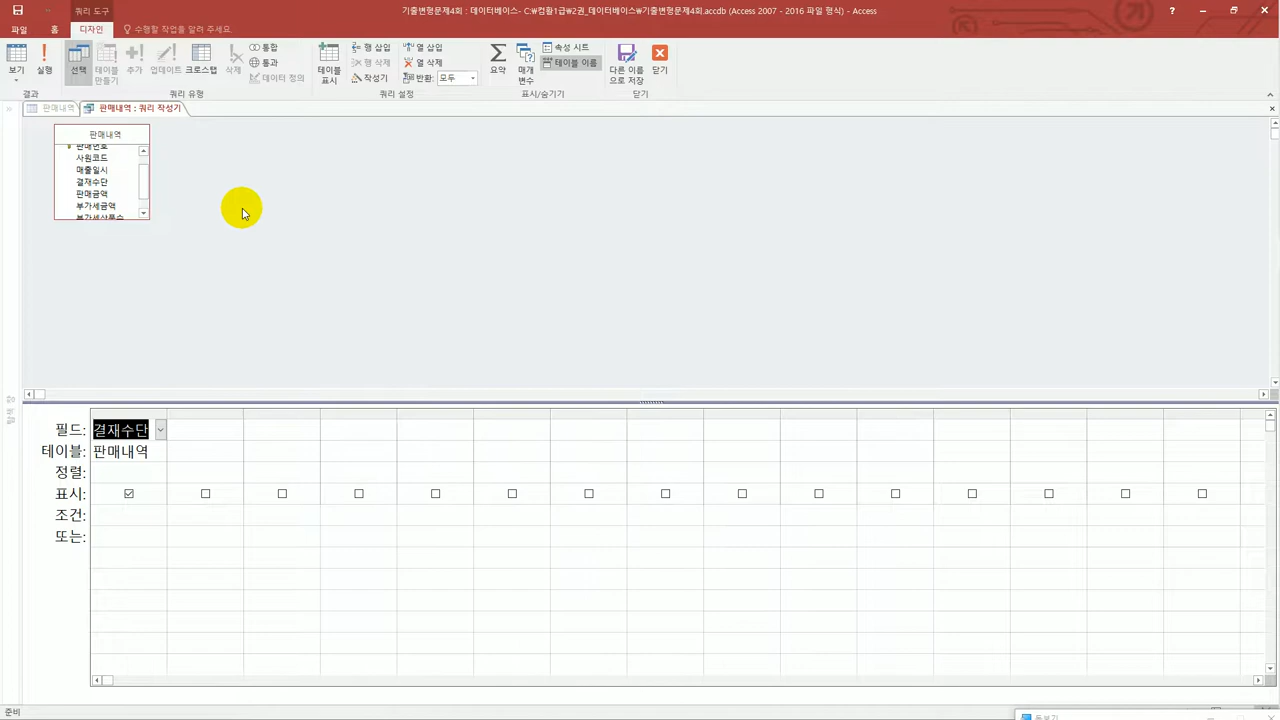 쿼리 도구
기출변형문제4회 : 데이터베이스- C:₩컴활1급₩2권_데이터베이스₩기출변형문제4회.accdb (Access 2007 - 2016 파일 형식) - Access
파일 홈 디자인 수행할 작업을 알려 주세요.
보기 실행 선택 테이블 만들기 추가 업데이트 크로스탭 삭제 통합 통과 데이터 정의
테이블 표시 행 삽입 행 삭제 작성기 열 삽입 열 삭제 반환: 모두
요약 매개 변수 속성 시트 테이블 이름 다른 이름으로 저장 닫기
결과 쿼리 유형 쿼리 설정 표시/숨기기 닫기
판매내역 판매내역 : 쿼리 작성기
판매내역
판매번호
사원코드
매출일시
결재수단
판매금액
부가세금액
탐색 창
필드: 결재수단
테이블: 판매내역
정렬:
표시:
조건:
또는:
준비
돋보기